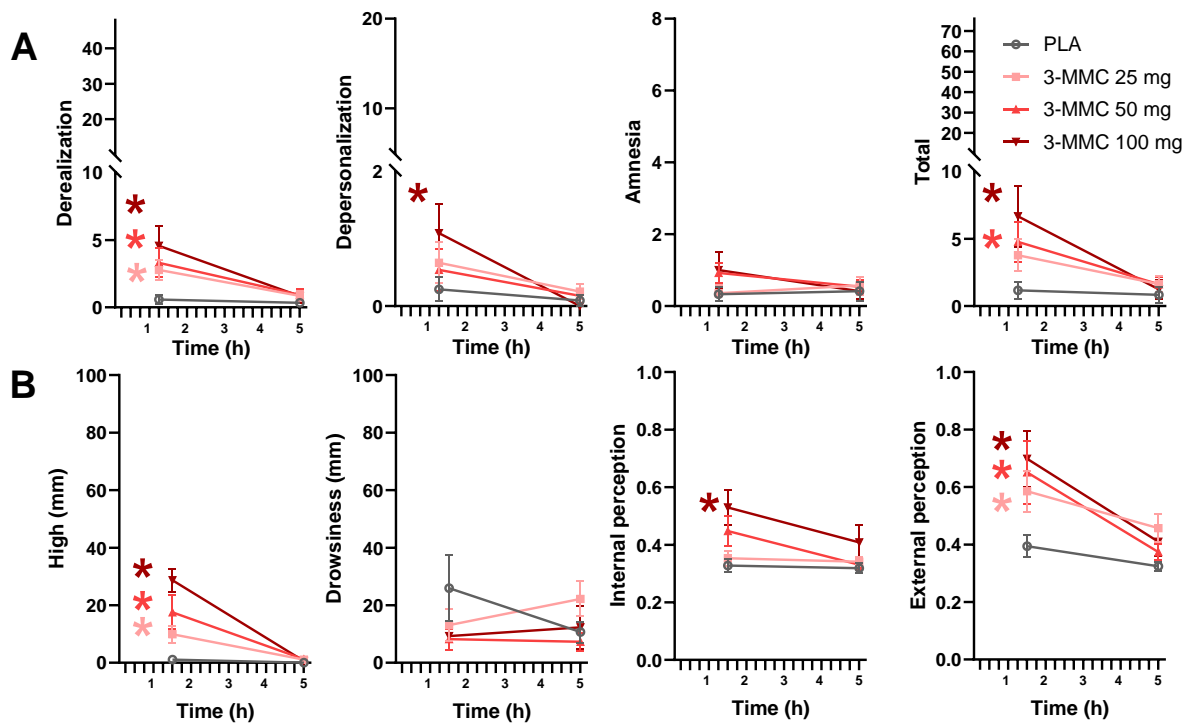 A
Derealization
40
30
20
10
5
0
1 2 3 4 5
Time (h)
Depersonalization
20
10
2
0
1 2 3 4 5
Time (h)
Amnesia
8
6
4
2
0
1 2 3 4 5
Time (h)
Total
70
60
50
40
30
20
10
5
0
1 2 3 4 5
Time (h)
PLA
3-MMC 25 mg
3-MMC 50 mg
3-MMC 100 mg
B
High (mm)
100
80
60
40
20
0
1 2 3 4 5
Time (h)
Drowsiness (mm)
100
80
60
40
20
0
1 2 3 4 5
Time (h)
Internal perception
1.0
0.8
0.6
0.4
0.2
0.0
1 2 3 4 5
Time (h)
External perception
1.0
0.8
0.6
0.4
0.2
0.0
1 2 3 4 5
Time (h)